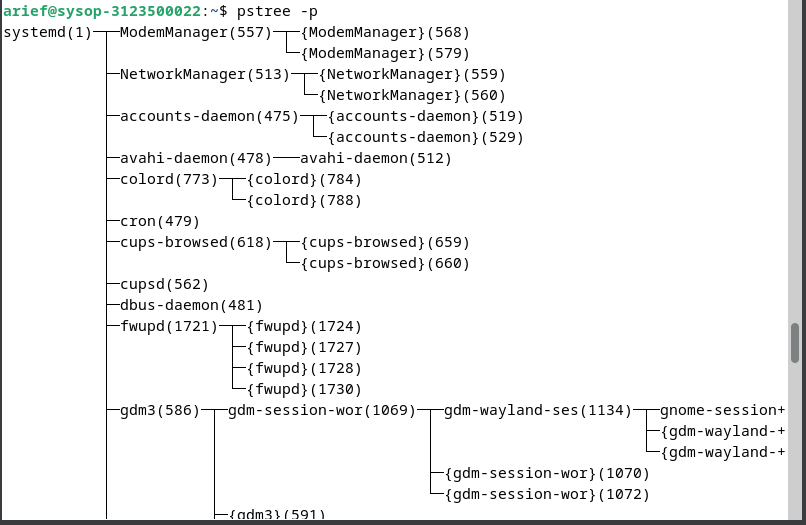 arief@sysop-3123500022:~$ pstree -p
systemd(1)─┬─ModemManager(557)─┬─{ModemManager}(568)
           │                   └─{ModemManager}(579)
           ├─NetworkManager(513)─┬─{NetworkManager}(559)
           │                     └─{NetworkManager}(560)
           ├─accounts-daemon(475)─┬─{accounts-daemon}(519)
           │                      └─{accounts-daemon}(529)
           ├─avahi-daemon(478)───avahi-daemon(512)
           ├─colord(773)─┬─{colord}(784)
           │             └─{colord}(788)
           ├─cron(479)
           ├─cups-browsed(618)─┬─{cups-browsed}(659)
           │                   └─{cups-browsed}(660)
           ├─cupsd(562)
           ├─dbus-daemon(481)
           ├─fwupd(1721)─┬─{fwupd}(1724)
           │             ├─{fwupd}(1727)
           │             ├─{fwupd}(1728)
           │             └─{fwupd}(1730)
           ├─gdm3(586)─┬─gdm-session-wor(1069)─┬─gdm-wayland-ses(1134)─┬─gnome-session+
           │           │                       │                       ├─{gdm-wayland-+
           │           │                       │                       └─{gdm-wayland-+
           │           │                       ├─{gdm-session-wor}(1070)
           │           │                       └─{gdm-session-wor}(1072)
           │           ├─{gdm3}(591)